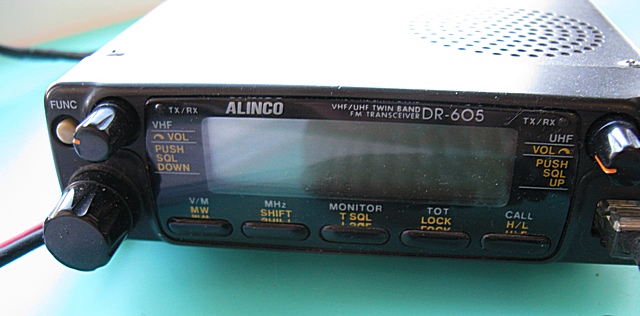 FUNC
TX/RX
ALINCO
VHF/UHF TWIN BAND
FM TRANSCEIVER DR-605
TX/RX
VHF
VOL
PUSH
SQL
DOWN
UHF
VOL
PUSH
SQL
UP
V/M
MW
MHz
SHIFT
MONITOR
T SQL
TOT
LOCK
CALL
H/L